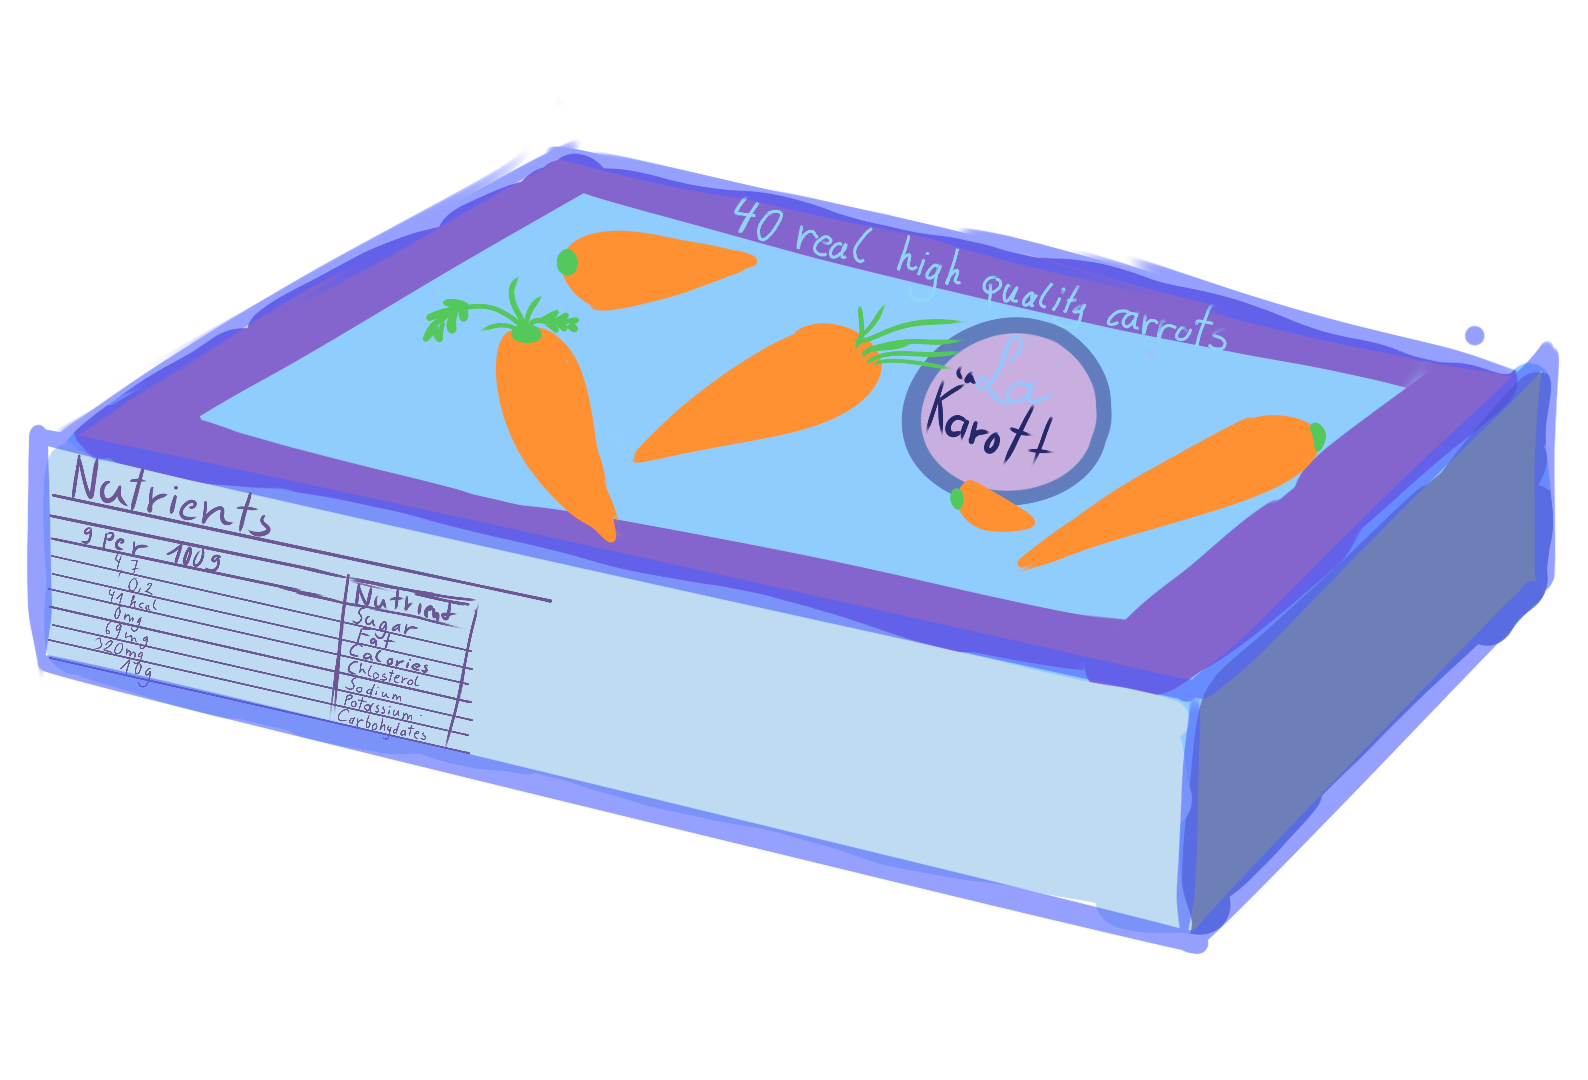 40 real high quality carrots
La
"Karott
Nutrients
g per 100g
Nutrient
4,7
Sugar
0,2
Fat
41 kcal
Calories
0mg
Chlosterol
69mg
Sodium
320mg
Potassium
10g
Carbohydates